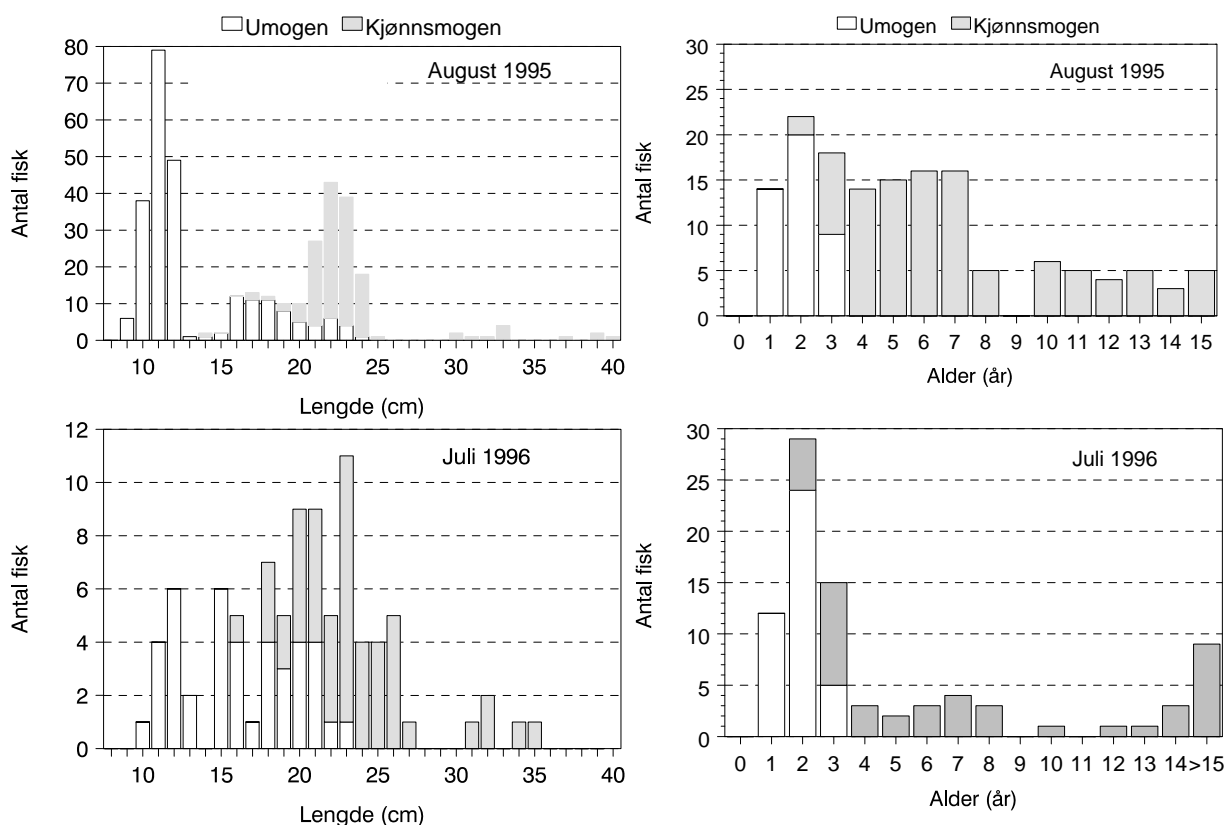 Umogen Kjønnsmogen
August 1995
Antal fisk
80
70
60
50
40
30
20
10
0
10 15 20 25 30 35 40
Lengde (cm)
Umogen Kjønnsmogen
August 1995
Antal fisk
30
25
20
15
10
5
0
0 1 2 3 4 5 6 7 8 9 10 11 12 13 14 15
Alder (år)
Juli 1996
Antal fisk
12
10
8
6
4
2
0
10 15 20 25 30 35 40
Lengde (cm)
Juli 1996
Antal fisk
30
25
20
15
10
5
0
0 1 2 3 4 5 6 7 8 9 10 11 12 13 14 >15
Alder (år)